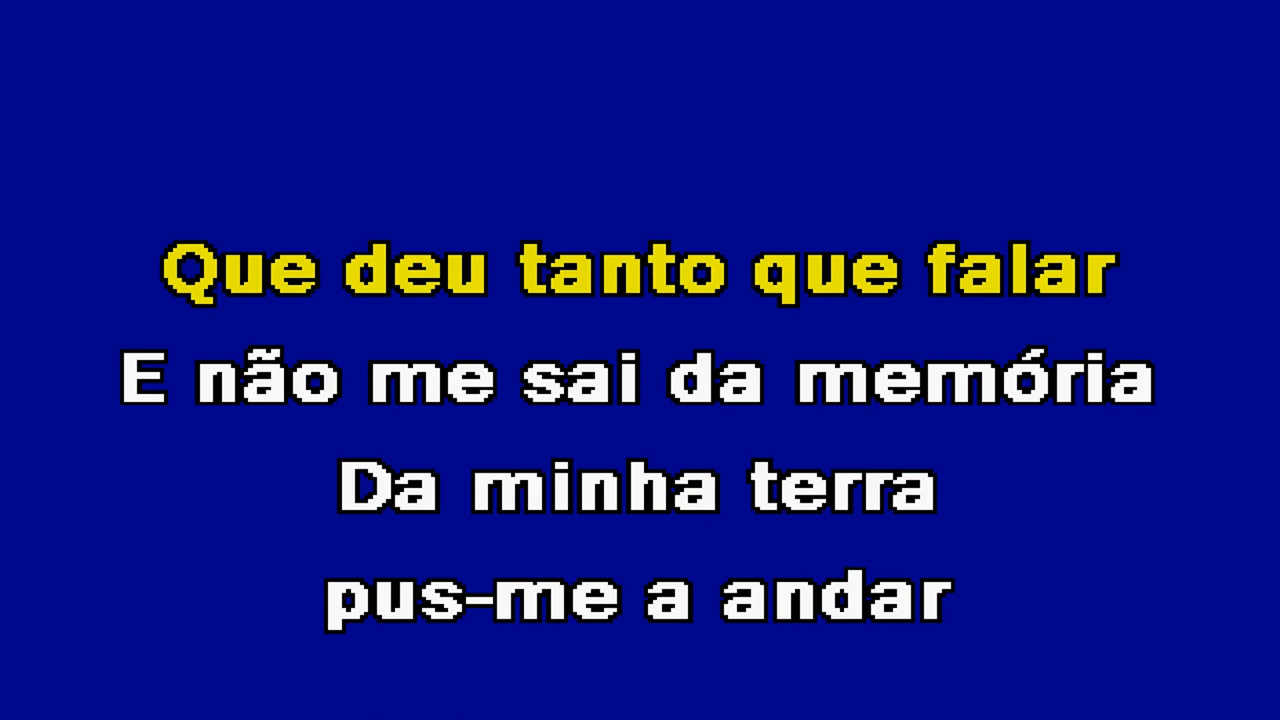 Que deu tanto que falar
E não me sai da memória
Da minha terra
pus-me a andar